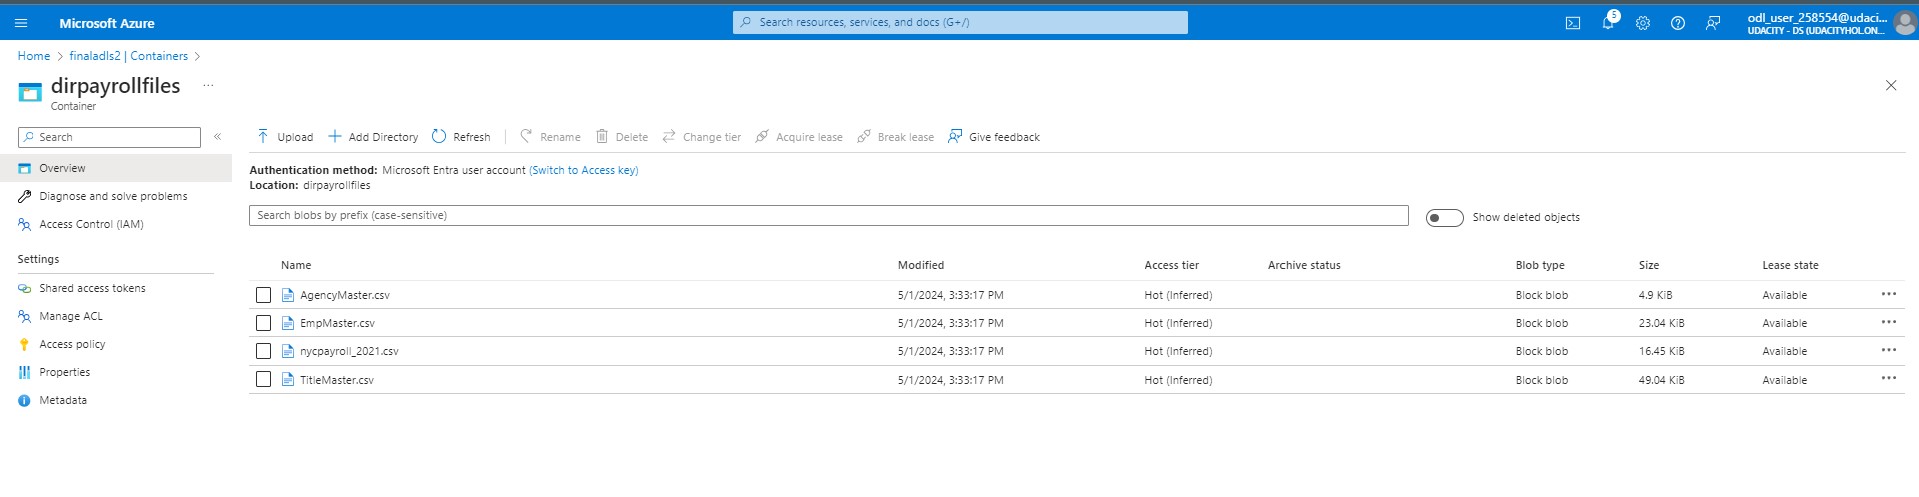 Microsoft Azure
Search resources, services, and docs (G+/)
5
odl_user_258554@udaci...
UDACITY - DS (UDACITYHOL.ON...
Home > finaladls2 | Containers >
dirpayrollfiles ...
Container
Search «
Upload Add Directory Refresh Rename Delete Change tier Acquire lease Break lease Give feedback
Overview
Diagnose and solve problems
Access Control (IAM)
Settings
Shared access tokens
Manage ACL
Access policy
Properties
Metadata
Authentication method: Microsoft Entra user account (Switch to Access key)
Location: dirpayrollfiles
Search blobs by prefix (case-sensitive)
Show deleted objects
Name Modified Access tier Archive status Blob type Size Lease state
AgencyMaster.csv 5/1/2024, 3:33:17 PM Hot (Inferred) Block blob 4.9 KiB Available ...
EmpMaster.csv 5/1/2024, 3:33:17 PM Hot (Inferred) Block blob 23.04 KiB Available ...
nycpayroll_2021.csv 5/1/2024, 3:33:17 PM Hot (Inferred) Block blob 16.45 KiB Available ...
TitleMaster.csv 5/1/2024, 3:33:17 PM Hot (Inferred) Block blob 49.04 KiB Available ...